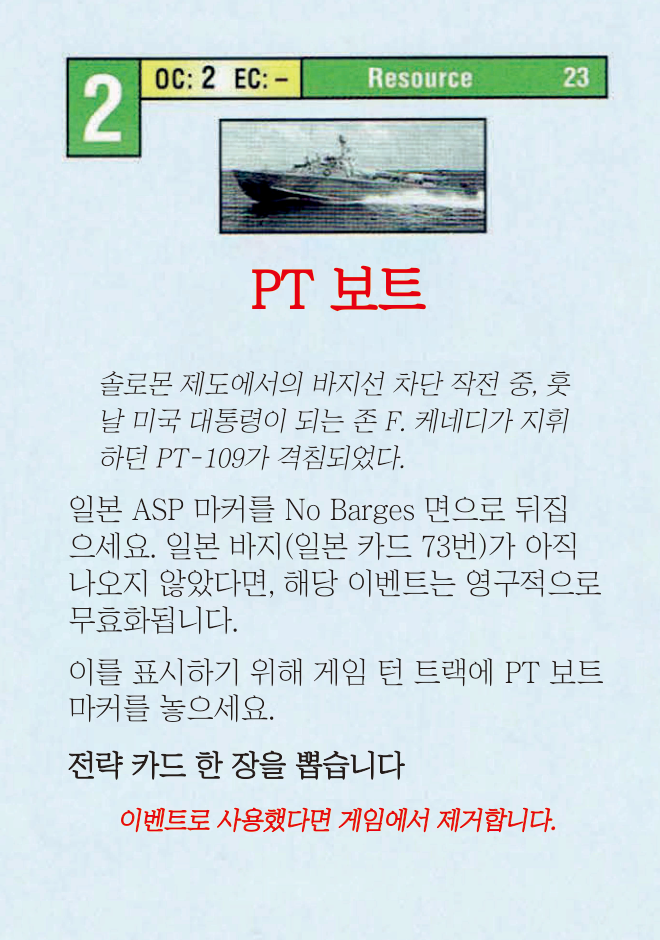 2
OC: 2 EC: –
Resource
23
PT 보트
솔로몬 제도에서의 바지선 차단 작전 중, 훗
날 미국 대통령이 되는 존 F. 케네디가 지휘
하던 PT-109가 격침되었다.
일본 ASP 마커를 No Barges 면으로 뒤집
으세요. 일본 바지(일본 카드 73번)가 아직
나오지 않았다면, 해당 이벤트는 영구적으로
무효화됩니다.
이를 표시하기 위해 게임 턴 트랙에 PT 보트
마커를 놓으세요.
전략 카드 한 장을 뽑습니다
이벤트로 사용했다면 게임에서 제거합니다.